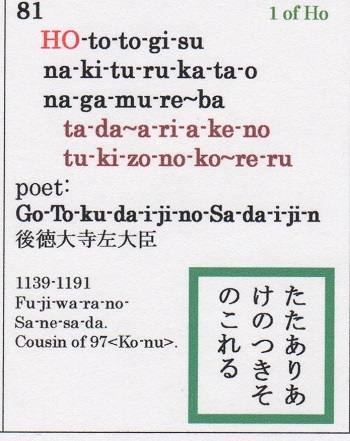 81
1 of Ho
HO-to-to-gi-su
na-ki-tu-ru-ka-ta-o
na-ga-mu-re~ba
ta-da~a-ri-a-ke-no
tu-ki-zo-no-ko~re-ru
poet:
Go-To-ku-da-i-ji-no-Sa-da-i-ji-n
後徳大寺左大臣
1139-1191
Fu-ji-wa-ra-no-
Sa-ne-sa-da.
Cousin of 97<Ko-nu>.
たたありあ
けのつきそ
のこれる